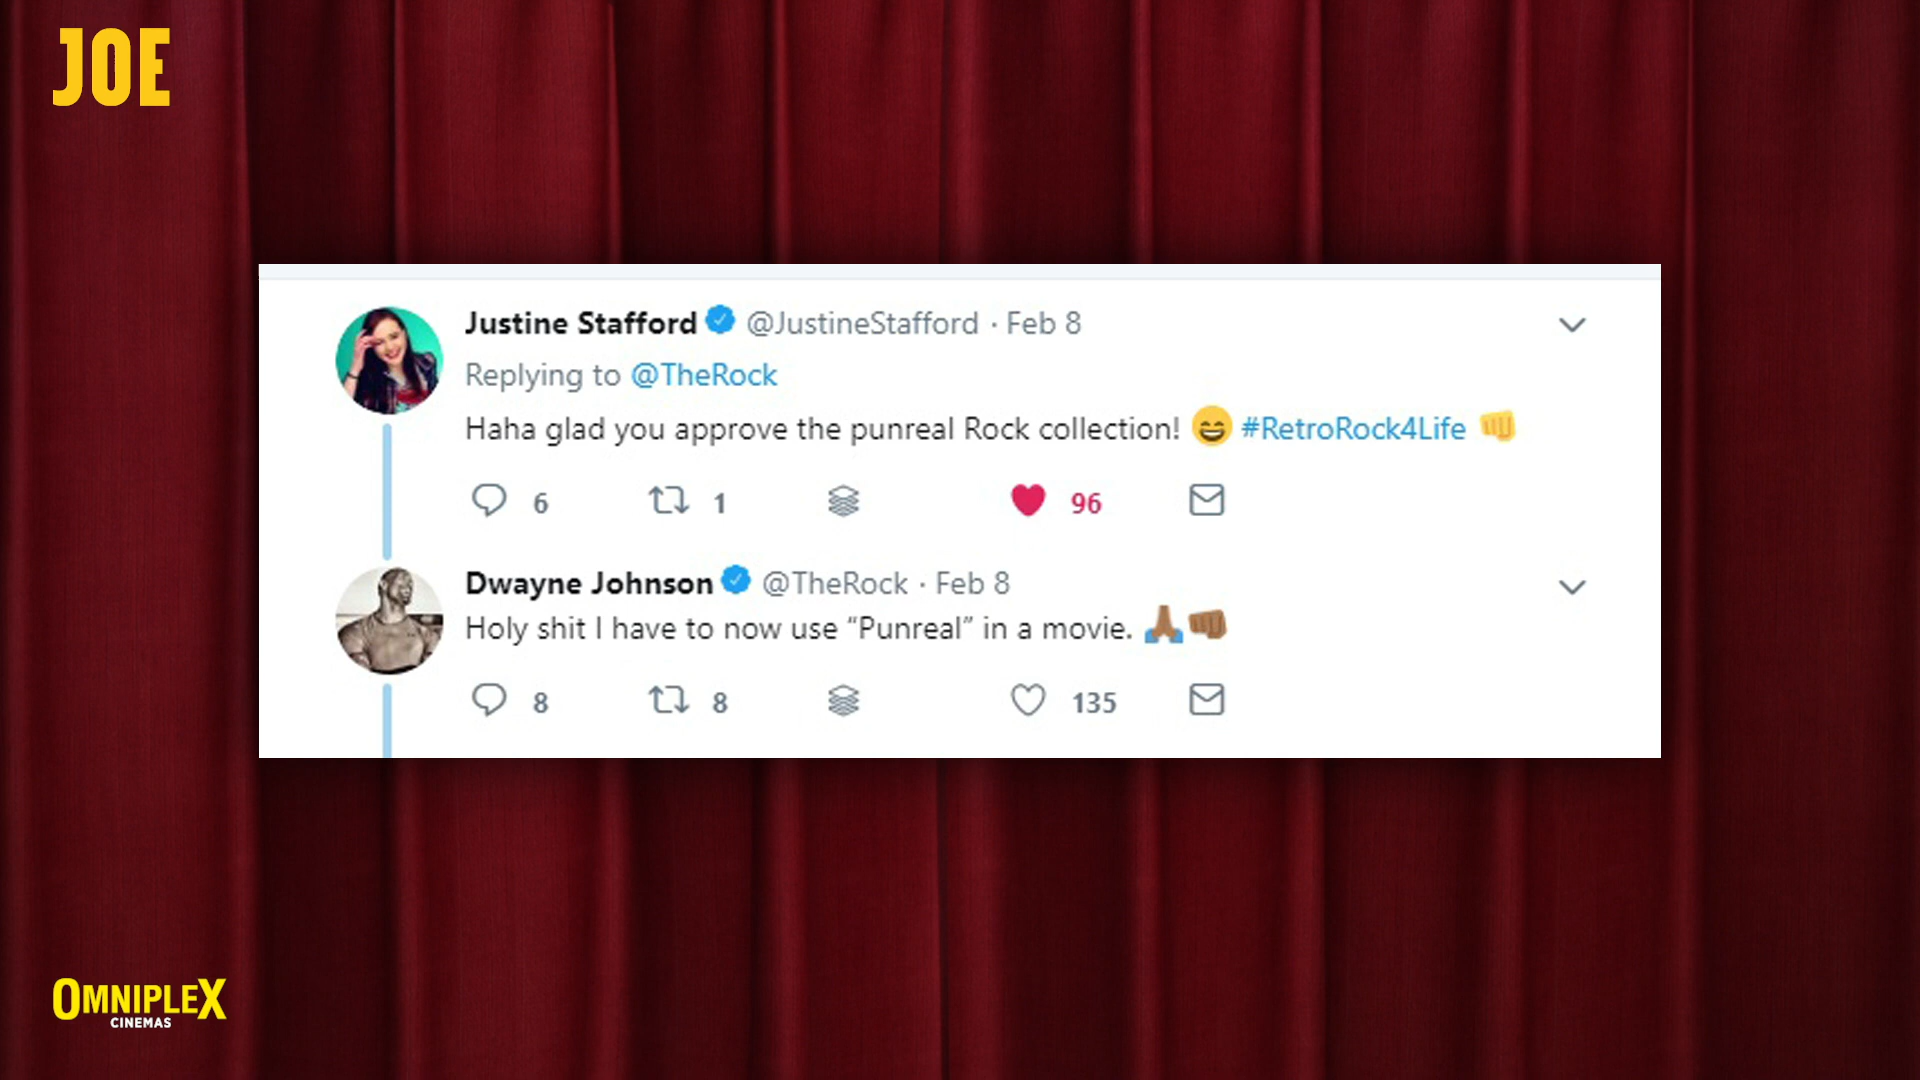 JOE
Justine Stafford @JustineStafford · Feb 8
Replying to @TheRock
Haha glad you approve the punreal Rock collection! 😄 #RetroRock4Life 👊
6 1 96
Dwayne Johnson @TheRock · Feb 8
Holy shit I have to now use “Punreal” in a movie. 🙏🏾👊🏾
8 8 135
OMNIPLEX
CINEMAS